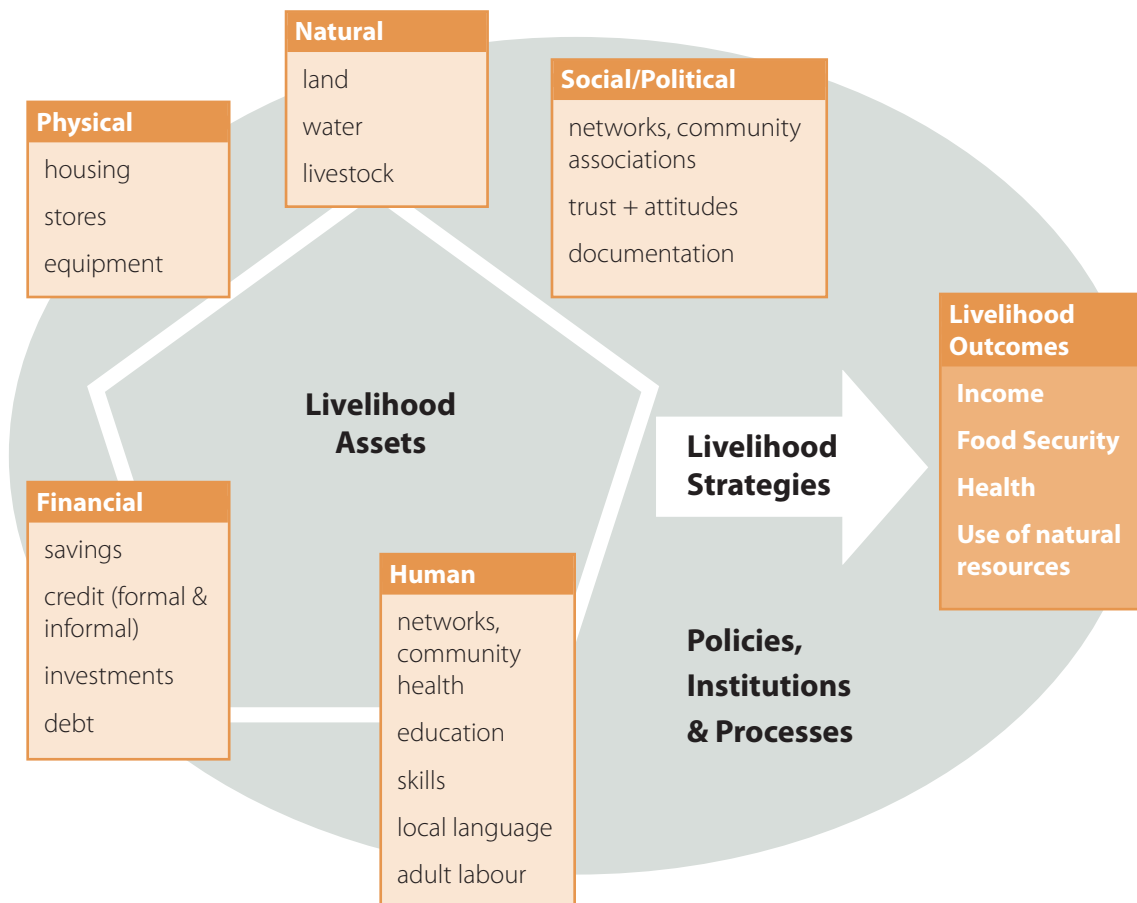 Natural
land
water
livestock
Social/Political
networks, community
associations
trust + attitudes
documentation
Physical
housing
stores
equipment
Livelihood
Assets
Livelihood
Strategies
Livelihood
Outcomes
Income
Food Security
Health
Use of natural
resources
Financial
savings
credit (formal &
informal)
investments
debt
Human
networks,
community
health
education
skills
local language
adult labour
Policies,
Institutions
& Processes